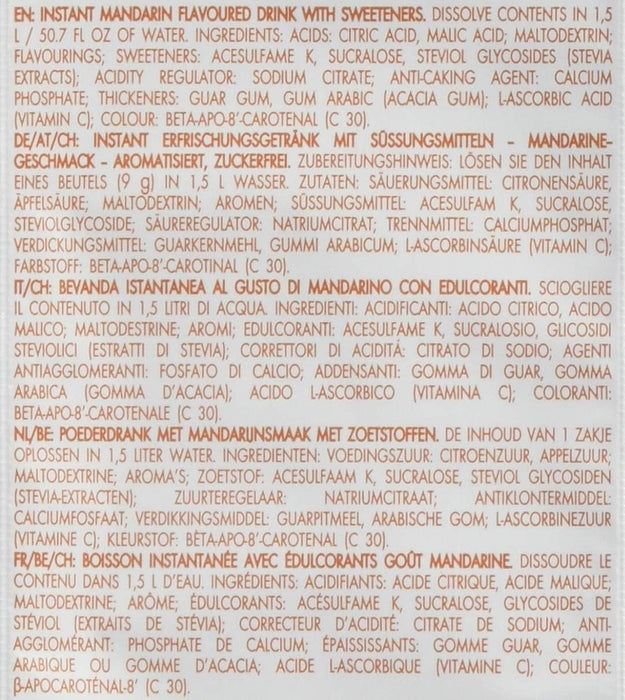 EN: INSTANT MANDARIN FLAVOURED DRINK WITH SWEETENERS. DISSOLVE CONTENTS IN 1,5
L / 50.7 FL OZ OF WATER. INGREDIENTS: ACIDS: CITRIC ACID, MALIC ACID; MALTODEXTRIN;
FLAVOURINGS; SWEETENERS: ACESULFAME K, SUCRALOSE, STEVIOL GLYCOSIDES (STEVIA
EXTRACTS); ACIDITY REGULATOR: SODIUM CITRATE; ANTI-CAKING AGENT: CALCIUM
PHOSPHATE; THICKENERS: GUAR GUM, GUM ARABIC (ACACIA GUM); L-ASCORBIC ACID
(VITAMIN C); COLOUR: BETA-APO-8'-CAROTENAL (C 30).
DE/AT/CH: INSTANT ERFRISCHUNGSGETRÄNK MIT SÜSSUNGSMITTELN – MANDARINE-
GESCHMACK – AROMATISIERT, ZUCKERFREI. ZUBEREITUNGSHINWEIS: LÖSEN SIE DEN INHALT
EINES BEUTELS (9 g) IN 1,5 L WASSER. ZUTATEN: SÄUERUNGSMITTEL: CITRONENSÄURE,
ÄPFELSÄURE; MALTODEXTRIN; AROMEN; SÜSSUNGSMITTEL: ACESULFAM K, SUCRALOSE,
STEVIOLGLYCOSIDE; SÄUREREGULATOR: NATRIUMCITRAT; TRENNMITTEL: CALCIUMPHOSPHAT;
VERDICKUNGSMITTEL: GUARKERNMEHL, GUMMI ARABICUM; L-ASCORBINSÄURE (VITAMIN C);
FARBSTOFF: BETA-APO-8'-CAROTINAL (C 30).
IT/CH: BEVANDA ISTANTANEA AL GUSTO DI MANDARINO CON EDULCORANTI. SCIOGLIERE
IL CONTENUTO IN 1,5 LITRI DI ACQUA. INGREDIENTI: ACIDIFICANTI: ACIDO CITRICO, ACIDO
MALICO; MALTODESTRINE; AROMI; EDULCORANTI: ACESULFAME K, SUCRALOSIO, GLICOSIDI
STEVIOLICI (ESTRATTI DI STEVIA); CORRETTORI DI ACIDITÁ: CITRATO DI SODIO; AGENTI
ANTIAGGLOMERANTI: FOSFATO DI CALCIO; ADDENSANTI: GOMMA DI GUAR, GOMMA
ARABICA (GOMMA D'ACACIA); ACIDO L-ASCORBICO (VITAMINA C); COLORANTI:
BETA-APO-8'-CAROTENALE (C 30).
NL/BE: POEDERDRANK MET MANDARIJNSMAAK MET ZOETSTOFFEN. DE INHOUD VAN 1 ZAKJE
OPLOSSEN IN 1,5 LITER WATER. INGREDIENTEN: VOEDINGSZUUR: CITROENZUUR, APPELZUUR;
MALTODEXTRINE; AROMA'S; ZOETSTOF: ACESULFAAM K, SUCRALOSE, STEVIOL GLYCOSIDEN
(STEVIA-EXTRACTEN); ZUURTEREGELAAR: NATRIUMCITRAAT; ANTIKLONTERMIDDEL:
CALCIUMFOSFAAT; VERDIKKINGSMIDDEL: GUARPITMEEL, ARABISCHE GOM; L-ASCORBINEZUUR
(VITAMINE C); KLEURSTOF: BÈTA-APO-8'-CAROTENAL (C 30).
FR/BE/CH: BOISSON INSTANTANÉE AVEC ÉDULCORANTS GOÛT MANDARINE. DISSOUDRE LE
CONTENU DANS 1,5 L D'EAU. INGRÉDIENTS: ACIDIFIANTS: ACIDE CITRIQUE, ACIDE MALIQUE;
MALTODEXTRINE; ARÔME; ÉDULCORANTS: ACÉSULFAME K, SUCRALOSE, GLYCOSIDES DE
STÉVIOL (EXTRAITS DE STÉVIA); CORRECTEUR D'ACIDITÉ: CITRATE DE SODIUM; ANTI-
AGGLOMÉRANT: PHOSPHATE DE CALCIUM; ÉPAISSISSANTS: GOMME GUAR, GOMME
ARABIQUE OU GOMME D'ACACIA; ACIDE L-ASCORBIQUE (VITAMINE C); COULEUR:
β-APOCAROTÉNAL-8' (C 30).